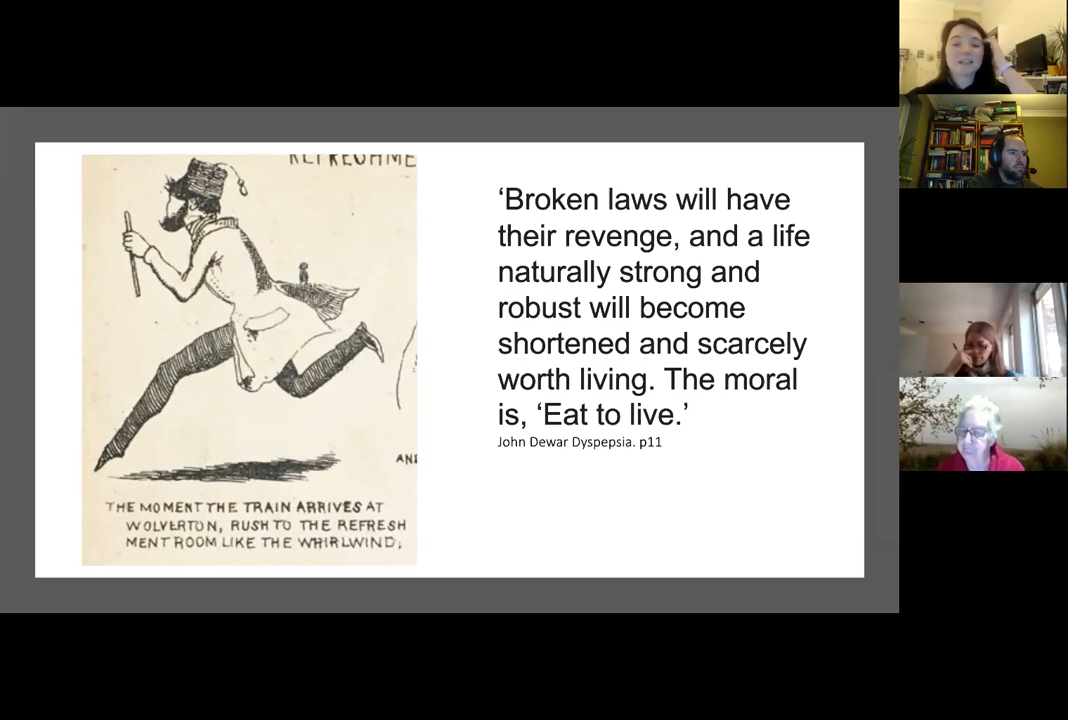 REFRESHME
AND
THE MOMENT THE TRAIN ARRIVES AT
WOLVERTON, RUSH TO THE REFRESH
MENT ROOM LIKE THE WHIRLWIND;
‘Broken laws will have
their revenge, and a life
naturally strong and
robust will become
shortened and scarcely
worth living. The moral
is, ‘Eat to live.’
John Dewar Dyspepsia. p11